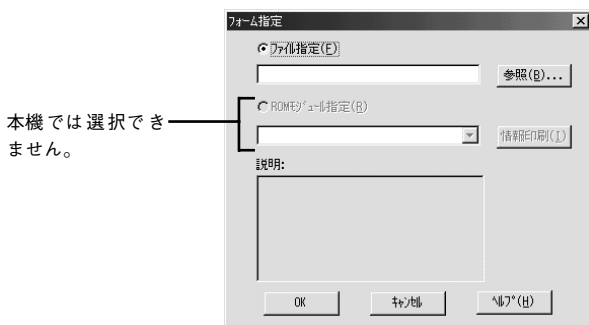 フォーム指定
ファイル指定(F)
参照(B)...
本機では選択でき
ません。
ROMモジュール指定(R)
情報印刷(I)
説明:
OK
キャンセル
ヘルプ(H)